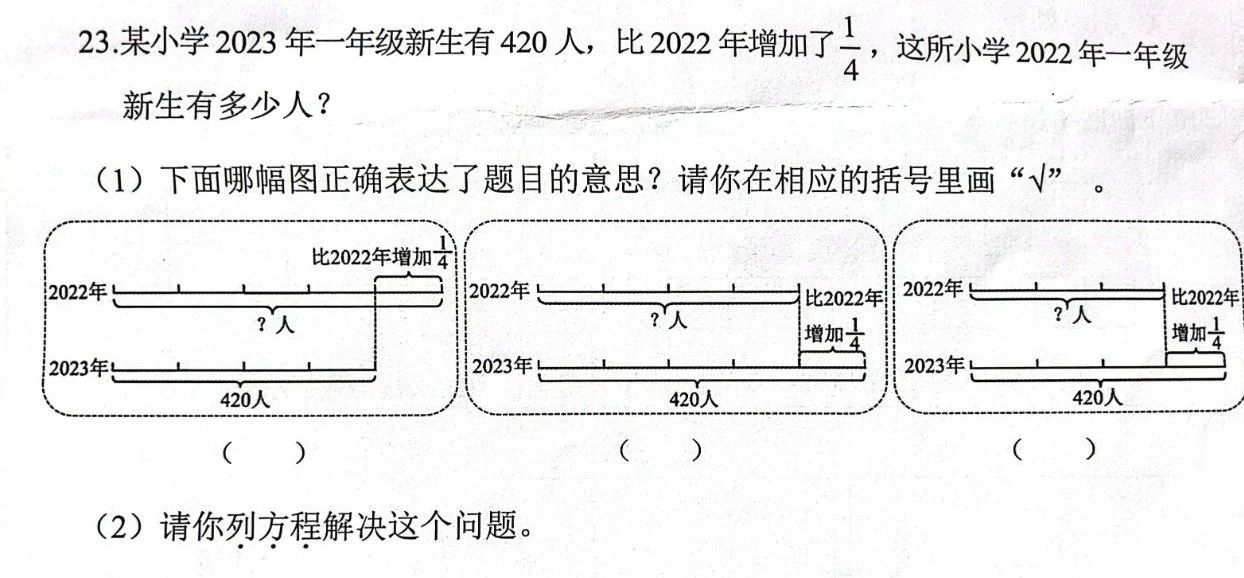 23.某小学2023年一年级新生有420人，比2022年增加了1/4，这所小学2022年一年级
新生有多少人？
（1）下面哪幅图正确表达了题目的意思？请你在相应的括号里画“√”。
比2022年增加1/4
2022年
？人
2023年
420人
2022年
？人
比2022年
增加1/4
2023年
420人
2022年
？人
比2022年
增加1/4
2023年
420人
（ ） （ ） （ ）
（2）请你列方程解决这个问题。